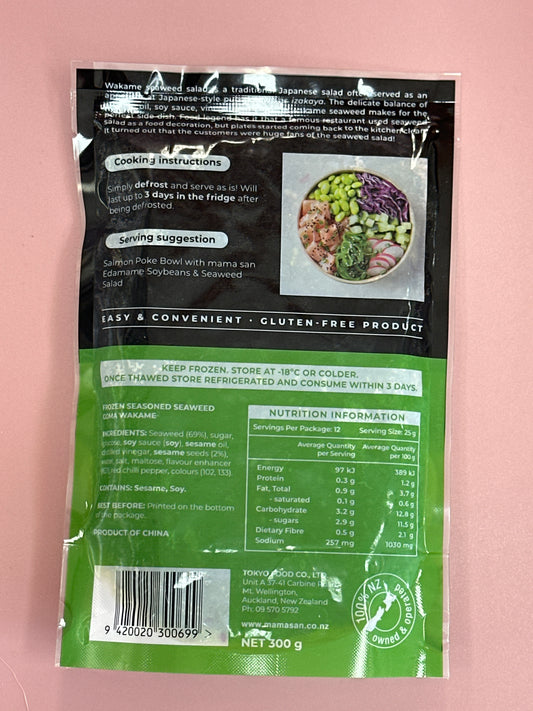 Wakame seaweed salad is a traditional Japanese salad often served as an
at Japanese-style izakaya. The delicate balance of
oil, soy sauce, wakame seaweed makes for the
perfect side dish. Food legend has it that a famous restaurant used seaweed
salad as a food decoration, but plates started coming back to the kitchen clean.
It turned out that the customers were huge fans of the seaweed salad!
Cooking instructions
Simply defrost and serve as is! Will
last up to 3 days in the fridge after
being defrosted.
Serving suggestion
Salmon Poke Bowl with mama san
Edamame Soybeans & Seaweed
Salad
EASY & CONVENIENT · GLUTEN-FREE PRODUCT
KEEP FROZEN. STORE AT -18°C OR COLDER.
ONCE THAWED STORE REFRIGERATED AND CONSUME WITHIN 3 DAYS.
FROZEN SEASONED SEAWEED
GOMA WAKAME
INGREDIENTS: Seaweed (69%), sugar,
soy sauce (soy), sesame oil,
distilled vinegar, sesame seeds (2%),
salt, maltose, flavour enhancer
red chilli pepper, colours (102, 133).
CONTAINS: Sesame, Soy.
BEST BEFORE: Printed on the bottom
of the package.
PRODUCT OF CHINA
NUTRITION INFORMATION
Servings Per Package: 12 Serving Size: 25 g
Average Quantity per Serving Average Quantity per 100 g
Energy 97 kJ 389 kJ
Protein 0.3 g 1.2 g
Fat, Total 0.9 g 3.7 g
- saturated 0.1 g 0.6 g
Carbohydrate 3.2 g 12.8 g
- sugars 2.9 g 11.5 g
Dietary Fibre 0.5 g 2.1 g
Sodium 257 mg 1030 mg
TOKYO FOOD CO., LTD
Unit A 37-41 Carbine
Mt. Wellington,
Auckland, New Zealand
Ph: 09 570 5792
www.mamasan.co.nz
NET 300 g
9 420020 300699 >
100% NZ
owned & operated